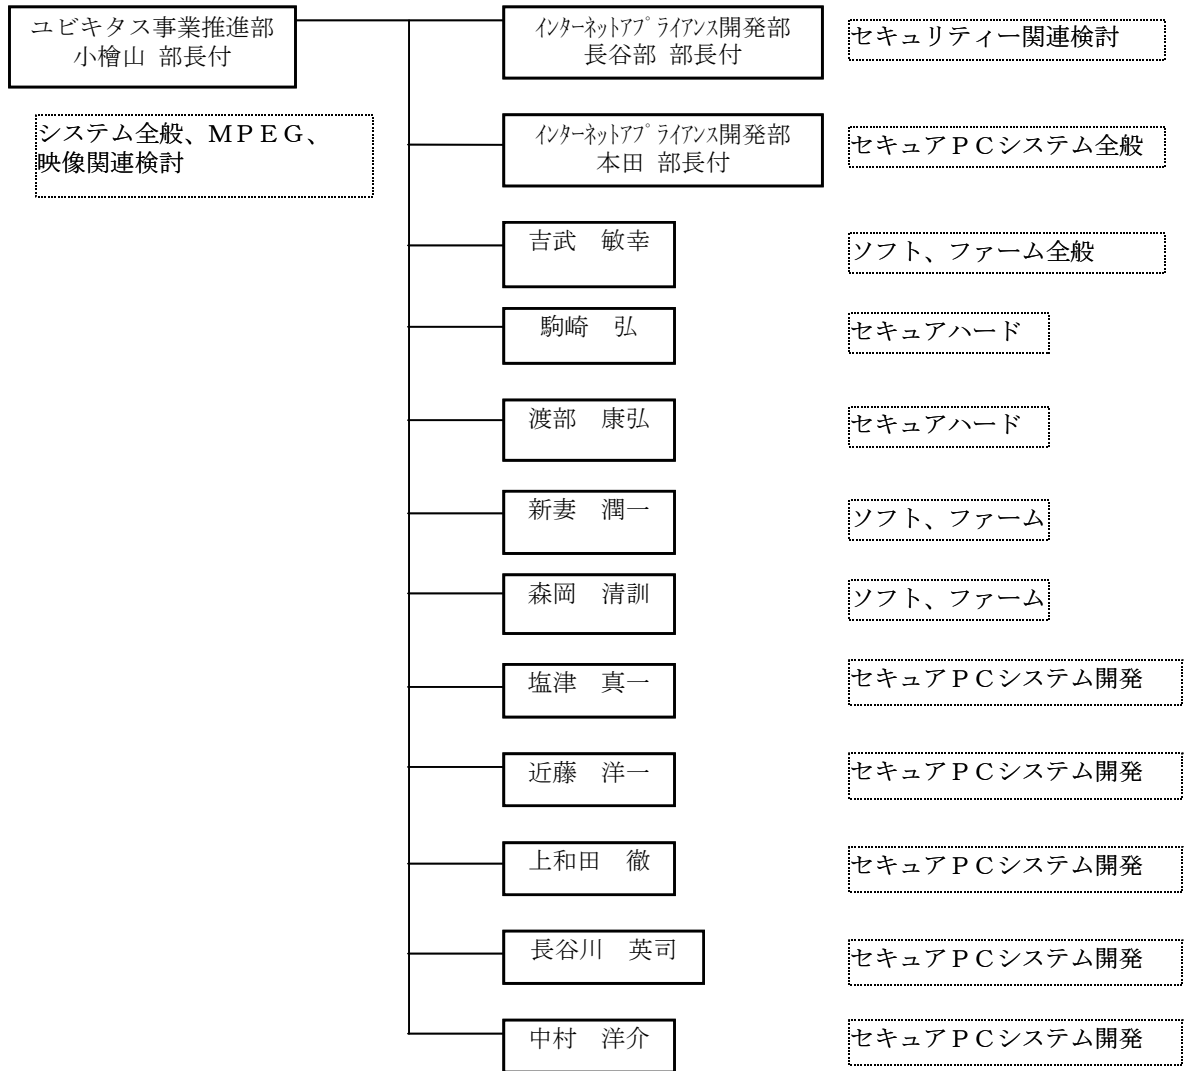 ユビキタス事業推進部
小檜山 部長付
システム全般、ＭＰＥＧ、
映像関連検討
ｲﾝﾀｰﾈｯﾄｱﾌﾟﾗｲｱﾝｽ開発部
長谷部 部長付
セキュリティー関連検討
ｲﾝﾀｰﾈｯﾄｱﾌﾟﾗｲｱﾝｽ開発部
本田 部長付
セキュアＰＣシステム全般
吉武　敏幸
ソフト、ファーム全般
駒崎　弘
セキュアハード
渡部　康弘
セキュアハード
新妻　潤一
ソフト、ファーム
森岡　清訓
ソフト、ファーム
塩津　真一
セキュアＰＣシステム開発
近藤　洋一
セキュアＰＣシステム開発
上和田　徹
セキュアＰＣシステム開発
長谷川　英司
セキュアＰＣシステム開発
中村　洋介
セキュアＰＣシステム開発